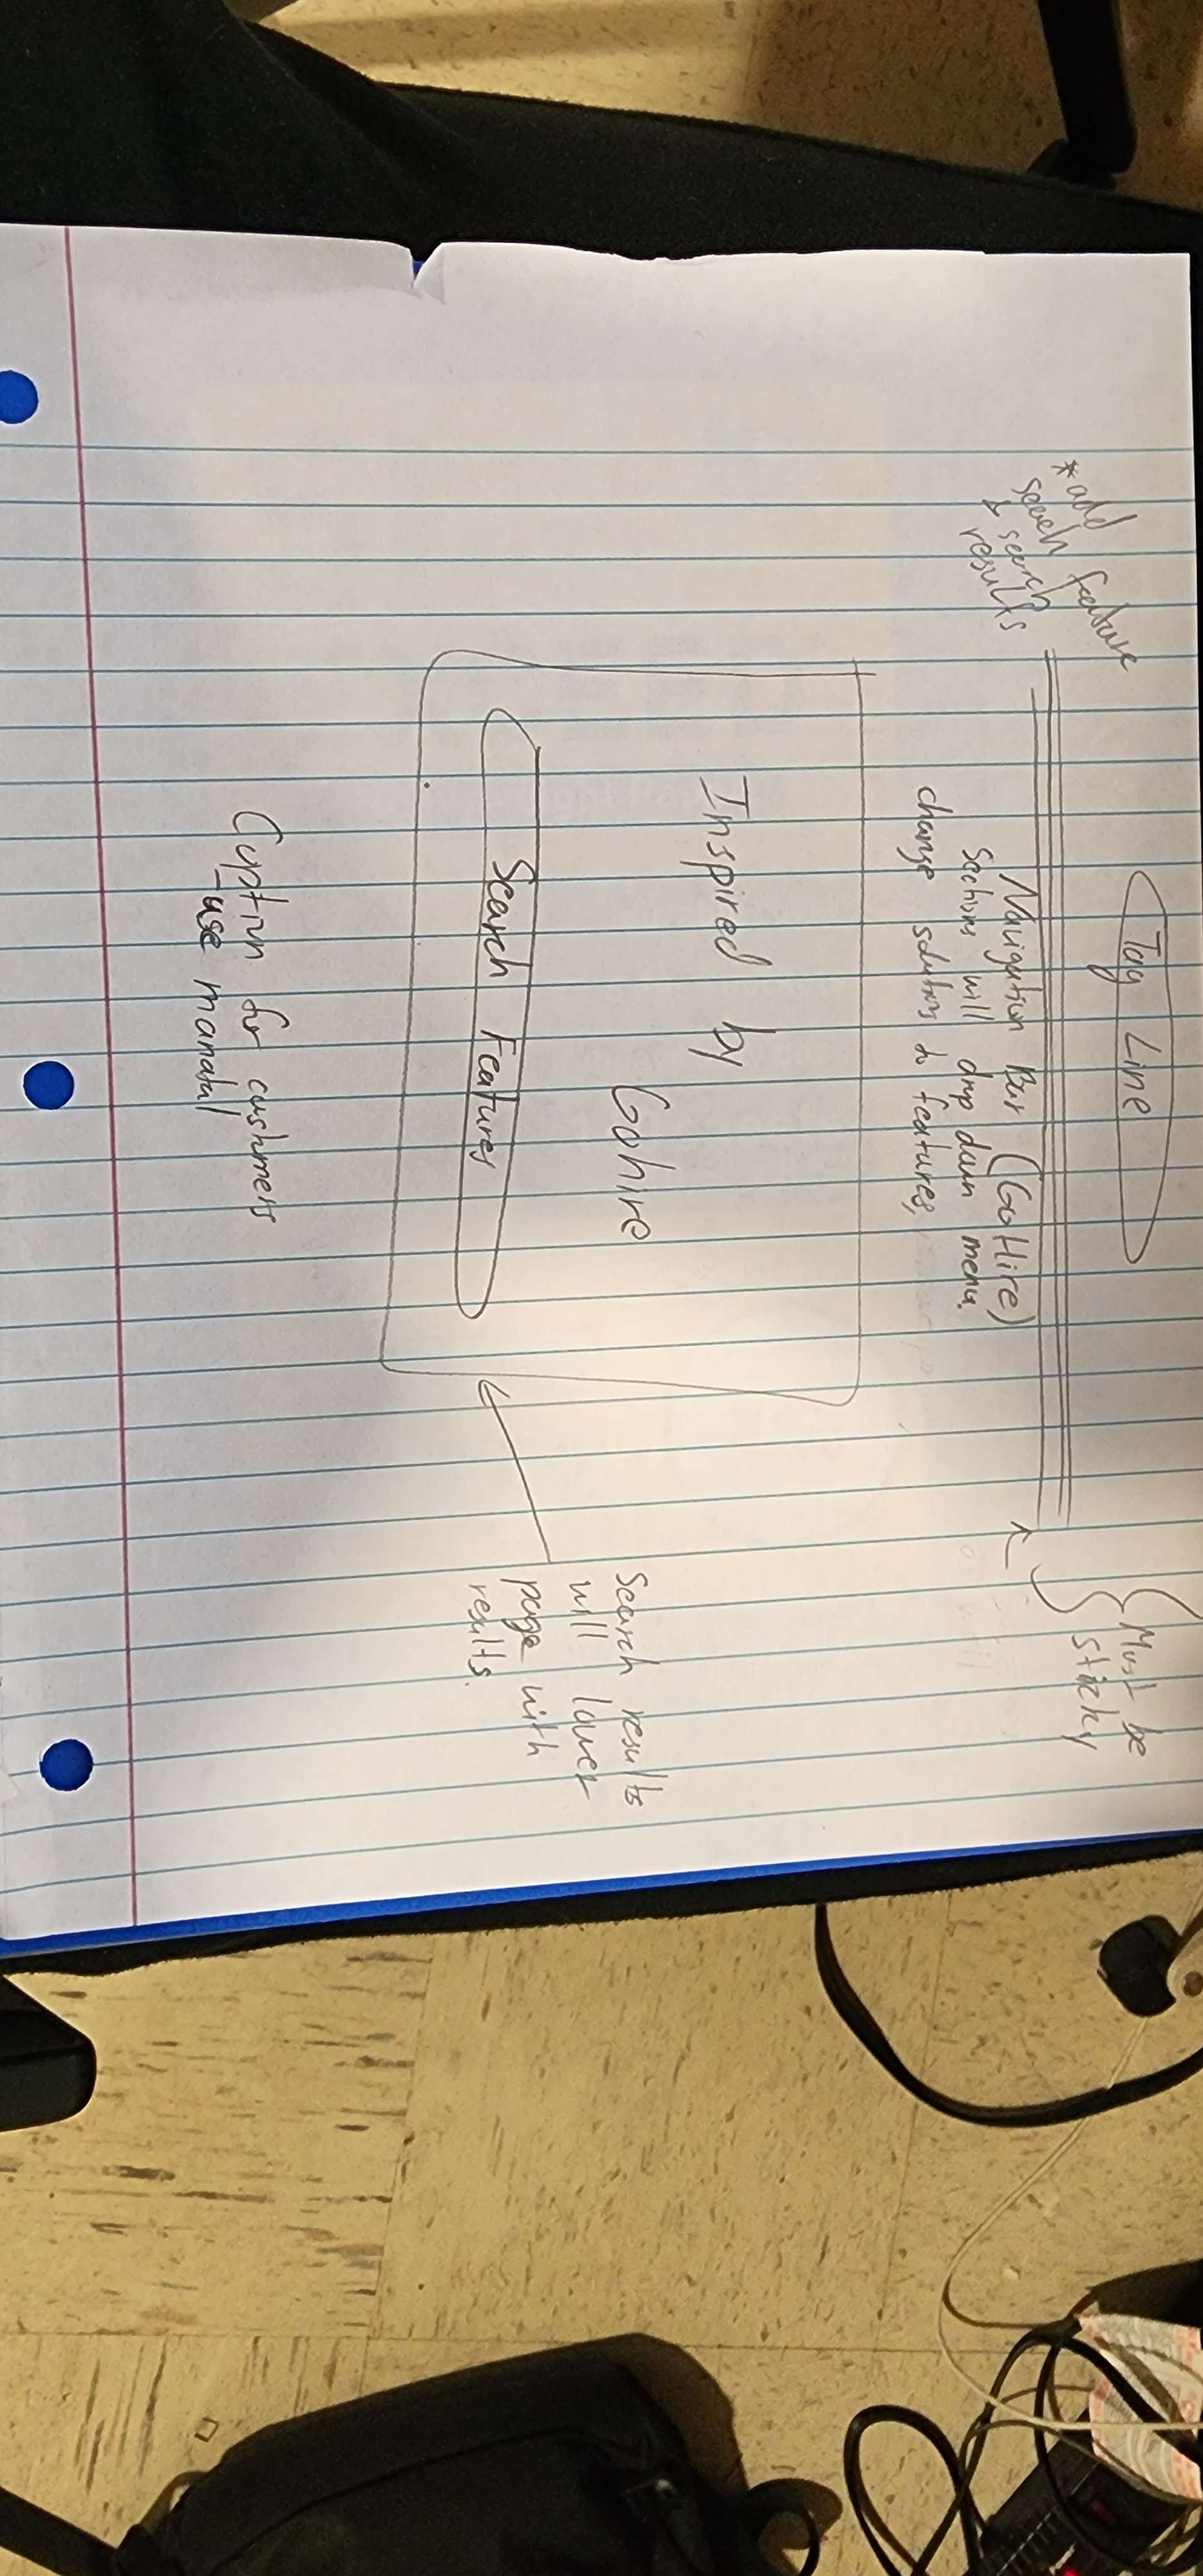 Tag Line
Must be
sticky
*add
search feature
search
results
Navigation Bar (GoHire)
Sections will drop down menu.
change solutions to features,
Inspired by
Gohire
Search Features
Search results
will lower
page with
results.
Caption for customers
-use manatal